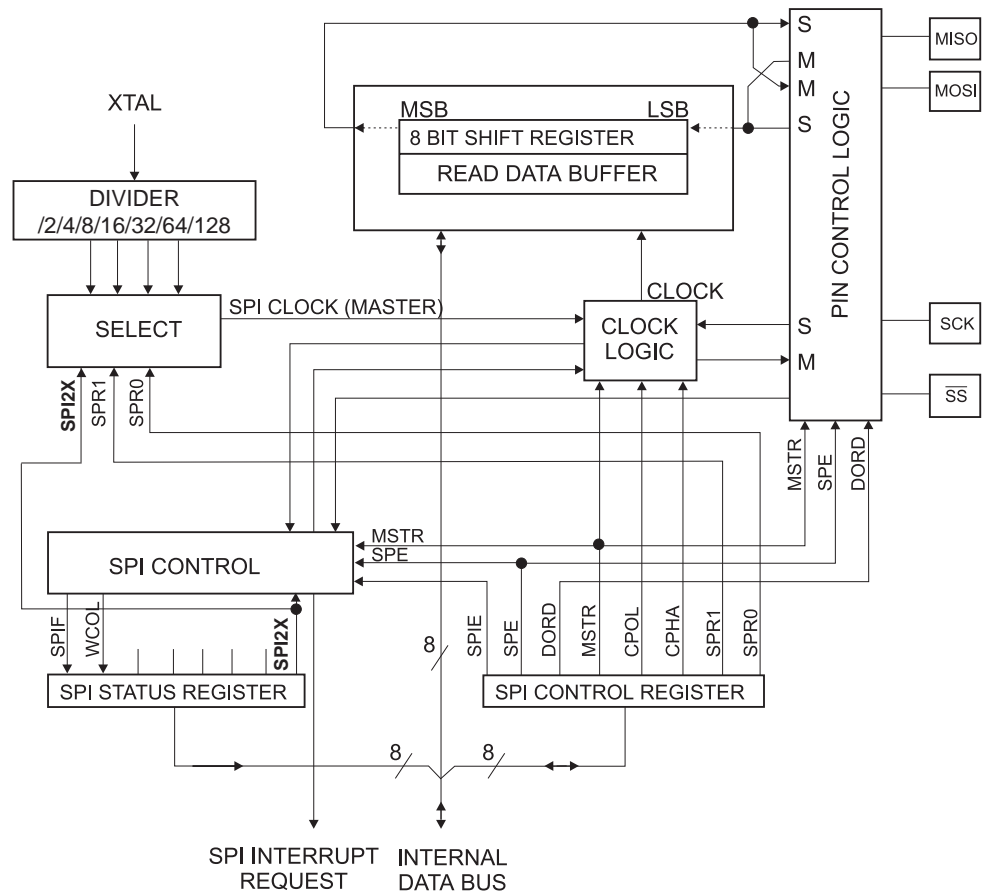 S
MISO
M
M
MOSI
XTAL
MSB
LSB
S
8 BIT SHIFT REGISTER
READ DATA BUFFER
DIVIDER
/2/4/8/16/32/64/128
PIN CONTROL LOGIC
SPI CLOCK (MASTER)
CLOCK
SELECT
CLOCK
LOGIC
S
SCK
M
SPI2X
SPR1
SPR0
SS
MSTR
SPE
DORD
MSTR
SPE
SPI CONTROL
SPIF
WCOL
SPI2X
8
SPIE
SPE
DORD
MSTR
CPOL
CPHA
SPR1
SPR0
SPI STATUS REGISTER
SPI CONTROL REGISTER
8
8
SPI INTERRUPT
REQUEST
INTERNAL
DATA BUS